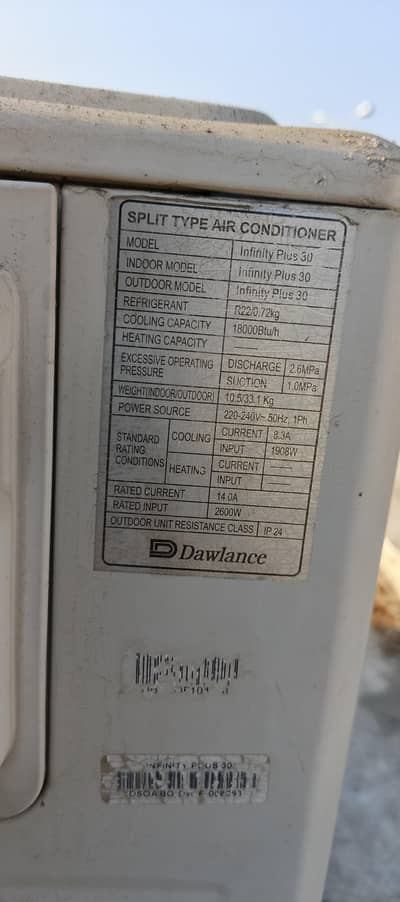 SPLIT TYPE AIR CONDITIONER
MODEL Infinity Plus 30
INDOOR MODEL Infinity Plus 30
OUTDOOR MODEL Infinity Plus 30
REFRIGERANT R22/0.72kg
COOLING CAPACITY 18000Btu/h
HEATING CAPACITY —
EXCESSIVE OPERATING PRESSURE DISCHARGE 2.6MPa
SUCTION 1.0MPa
WEIGHT(INDOOR/OUTDOOR) 10.5/33.1 Kg
POWER SOURCE 220-240V~ 50Hz, 1Ph
STANDARD RATING CONDITIONS COOLING CURRENT 8.3A
INPUT 1908W
HEATING CURRENT —
INPUT —
RATED CURRENT 14.0A
RATED INPUT 2600W
OUTDOOR UNIT RESISTANCE CLASS IP 24
Dawlance
INFINITY PLUS 30